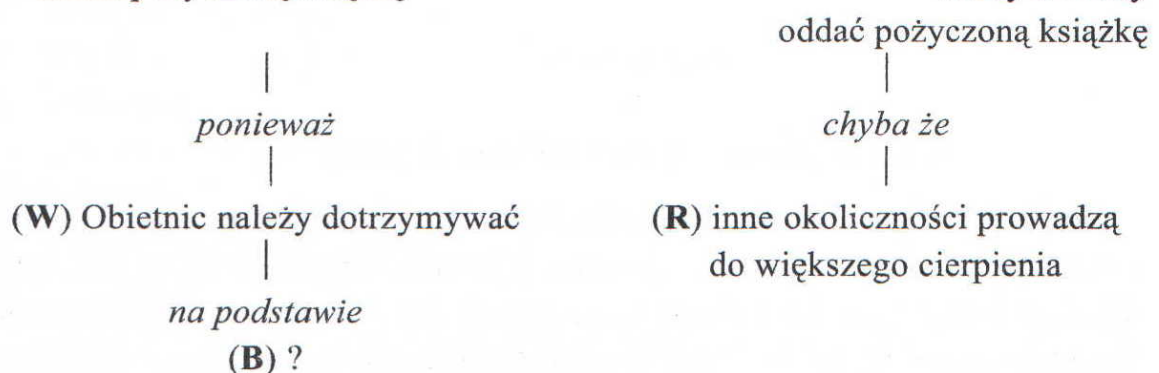 oddać pożyczoną książkę
ponieważ
chyba że
(W) Obietnic należy dotrzymywać
(R) inne okoliczności prowadzą
do większego cierpienia
na podstawie
(B) ?